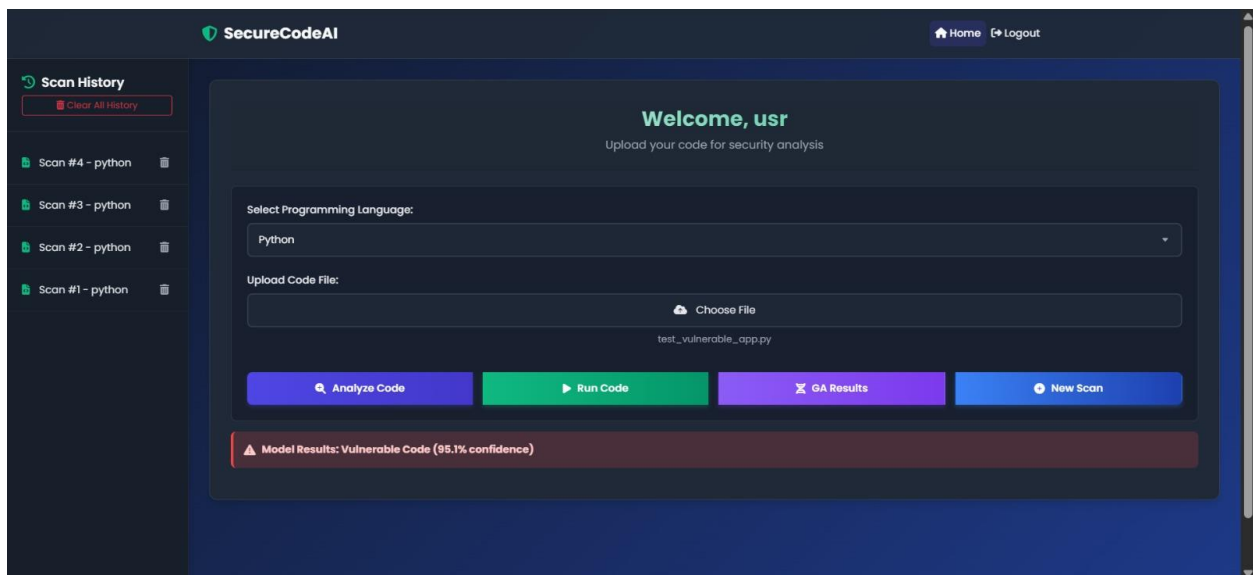 SecureCodeAI
Home
Logout
Scan History
Clear All History
Scan #4 - python
Scan #3 - python
Scan #2 - python
Scan #1 - python
Welcome, usr
Upload your code for security analysis
Select Programming Language:
Python
Upload Code File:
Choose File
test_vulnerable_app.py
Analyze Code
Run Code
GA Results
New Scan
Model Results: Vulnerable Code (95.1% confidence)